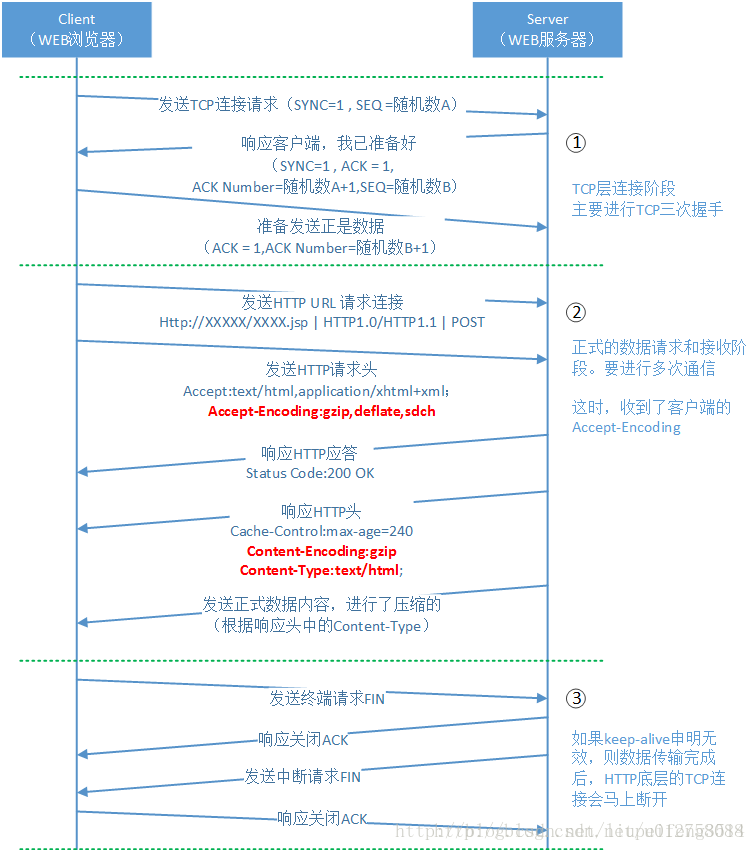 Client
（WEB浏览器）
Server
（WEB服务器）
发送TCP连接请求（SYNC=1 , SEQ =随机数A）
响应客户端，我已准备好
（SYNC=1 , ACK = 1,
ACK Number=随机数A+1,SEQ=随机数B）
准备发送正是数据
（ACK = 1,ACK Number=随机数B+1）
①
TCP层连接阶段
主要进行TCP三次握手
发送HTTP URL 请求连接
Http://XXXXX/XXXX.jsp | HTTP1.0/HTTP1.1 | POST
发送HTTP请求头
Accept:text/html,application/xhtml+xml；
Accept-Encoding:gzip,deflate,sdch
响应HTTP应答
Status Code:200 OK
响应HTTP头
Cache-Control:max-age=240
Content-Encoding:gzip
Content-Type:text/html;
发送正式数据内容，进行了压缩的
（根据响应头中的Content-Type）
②
正式的数据请求和接收阶
段。要进行多次通信
这时，收到了客户端的
Accept-Encoding
发送终端请求FIN
响应关闭ACK
发送中断请求FIN
响应关闭ACK
③
如果keep-alive申明无
效，则数据传输完成
后，HTTP底层的TCP连
接会马上断开